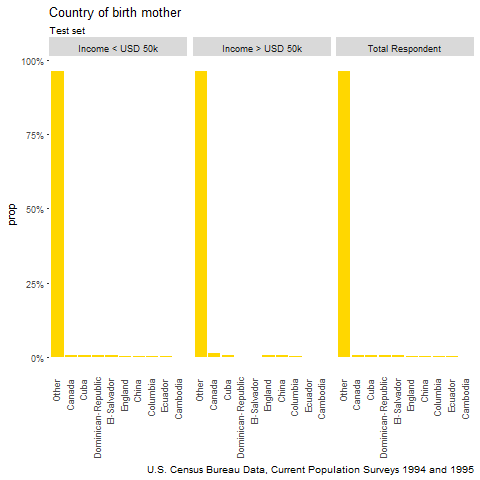 Country of birth mother
Test set
Income < USD 50k
Income > USD 50k
Total Respondent
100%
75%
50%
25%
0%
prop
Other
Canada
Cuba
Dominican-Republic
El-Salvador
England
China
Columbia
Ecuador
Cambodia
Other
Canada
Cuba
Dominican-Republic
El-Salvador
England
China
Columbia
Ecuador
Cambodia
Other
Canada
Cuba
Dominican-Republic
El-Salvador
England
China
Columbia
Ecuador
Cambodia
U.S. Census Bureau Data, Current Population Surveys 1994 and 1995